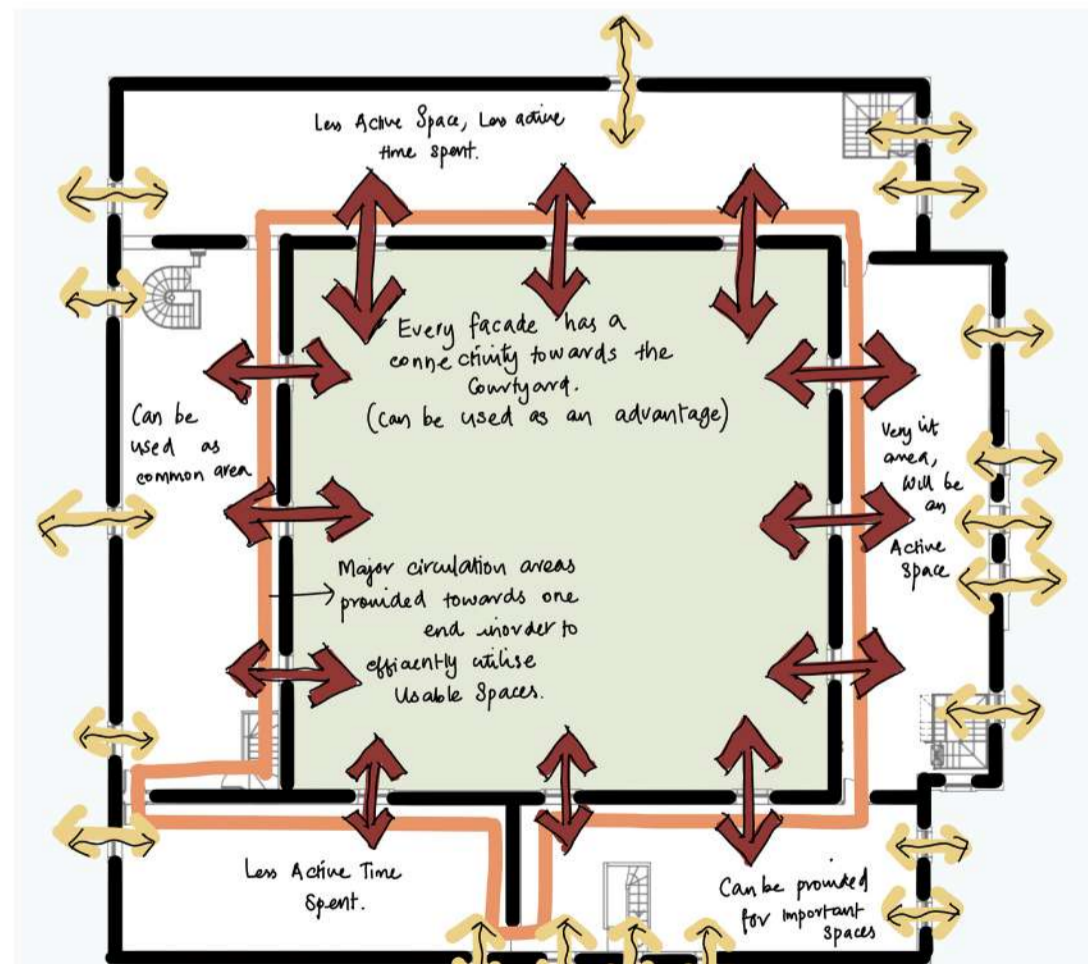 Less Active Space, Less active
time spent.
Every facade has a
connectivity towards the
Courtyard.
(can be used as an advantage)
Can be
used as
common area
Very lit
area,
will be
an
Active
Space
Major circulation areas
provided towards one
end inorder to
effiaently utilise
Usable Spaces.
Less Active Time
Spent.
Can be provided
for important
spaces